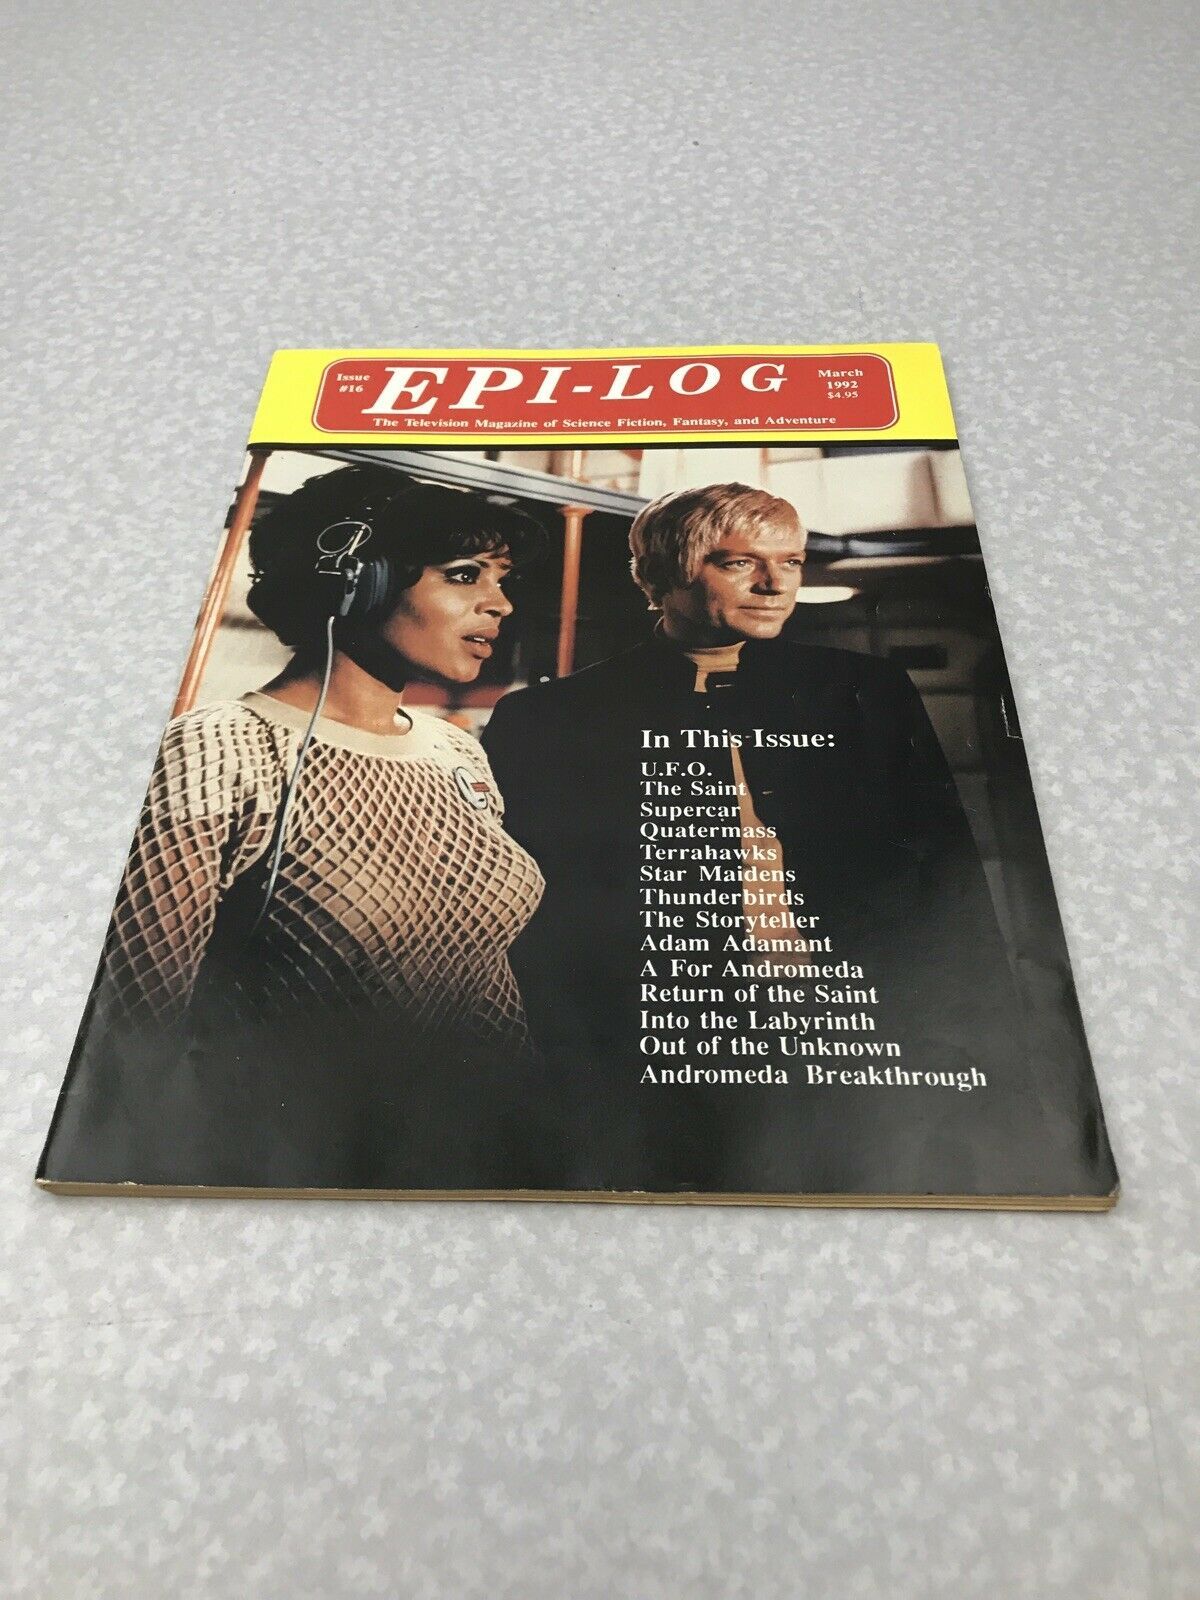 Issue
#16
EPI-LOG
March
1992
$4.95
The Television Magazine of Science Fiction, Fantasy, and Adventure
In This Issue:
U.F.O.
The Saint
Supercar
Quatermass
Terrahawks
Star Maidens
Thunderbirds
The Storyteller
Adam Adamant
A For Andromeda
Return of the Saint
Into the Labyrinth
Out of the Unknown
Andromeda Breakthrough